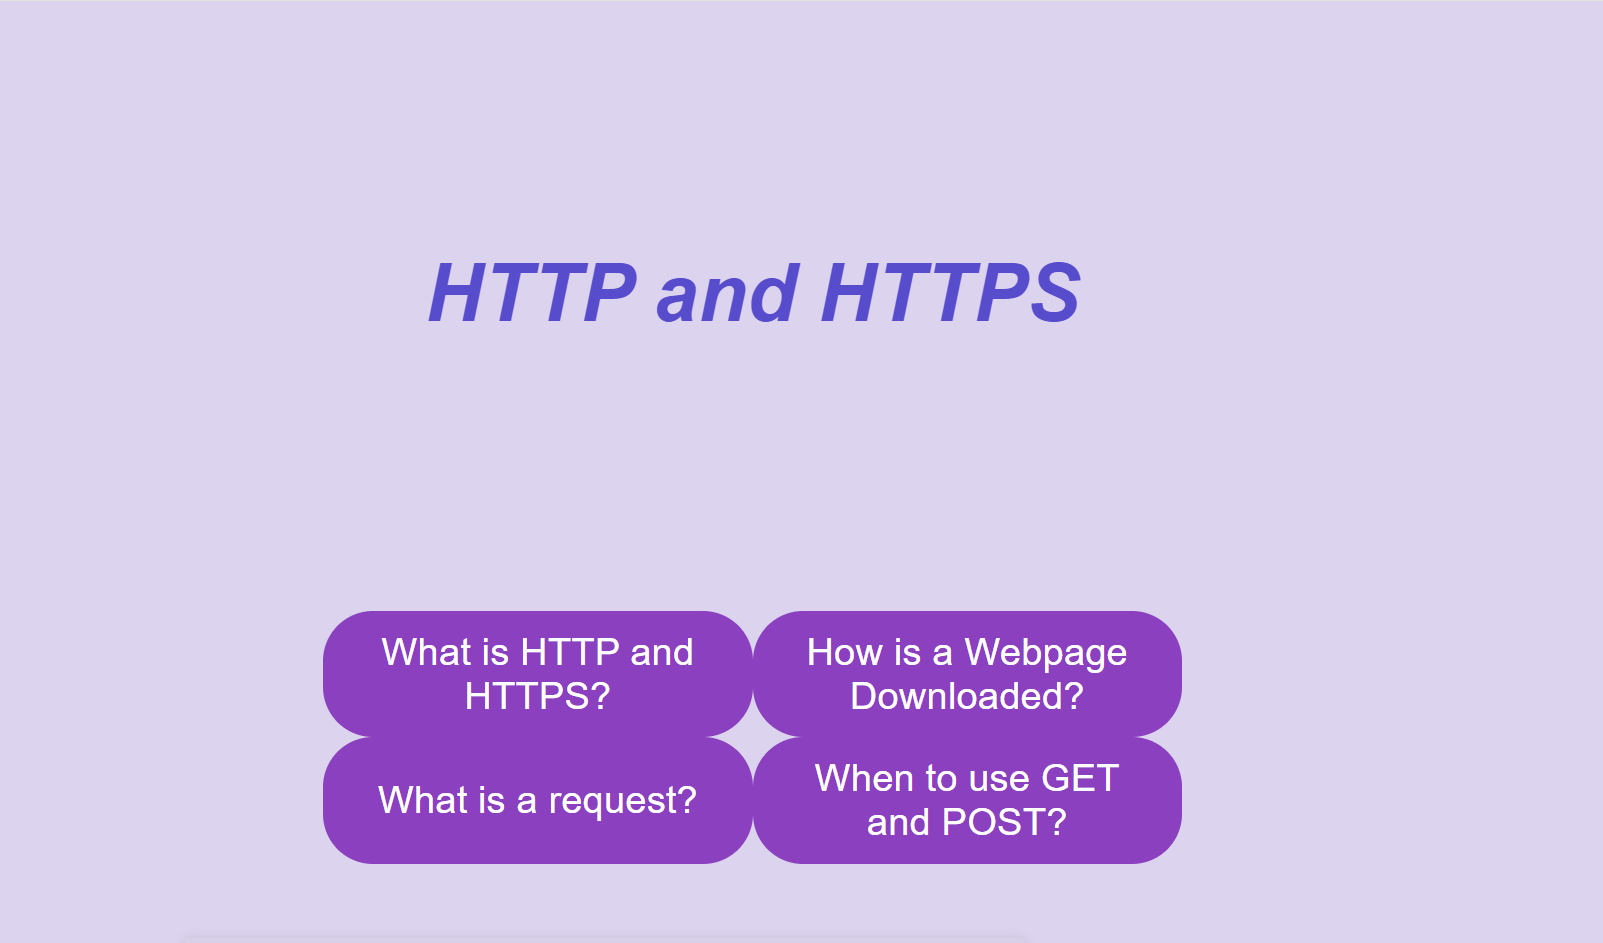 HTTP and HTTPS
What is HTTP and
HTTPS?
How is a Webpage
Downloaded?
What is a request?
When to use GET
and POST?